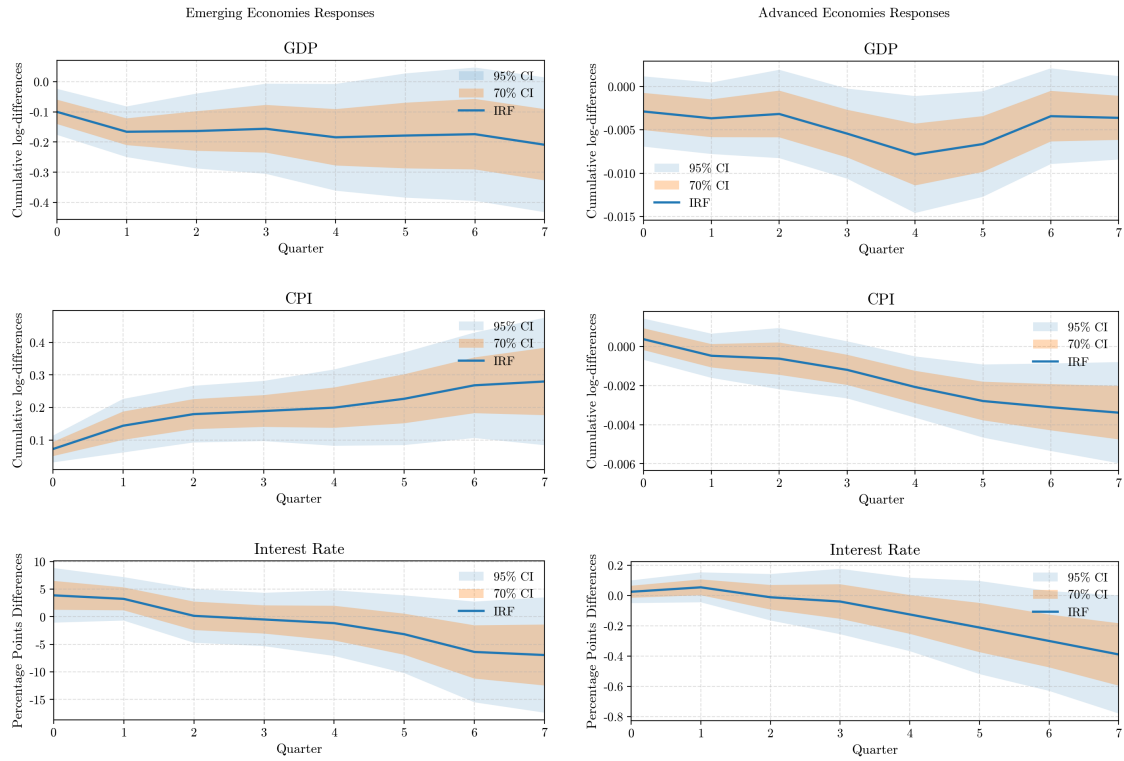 Emerging Economies Responses
GDP
Cumulative log-differences
0.0
-0.1
-0.2
-0.3
-0.4
95% CI
70% CI
IRF
0 1 2 3 4 5 6 7
Quarter
CPI
Cumulative log-differences
0.4
0.3
0.2
0.1
95% CI
70% CI
IRF
0 1 2 3 4 5 6 7
Quarter
Interest Rate
Percentage Points Differences
10
5
0
-5
-10
-15
95% CI
70% CI
IRF
0 1 2 3 4 5 6 7
Quarter
Advanced Economies Responses
GDP
Cumulative log-differences
0.000
-0.005
-0.010
-0.015
95% CI
70% CI
IRF
0 1 2 3 4 5 6 7
Quarter
CPI
Cumulative log-differences
0.000
-0.002
-0.004
-0.006
95% CI
70% CI
IRF
0 1 2 3 4 5 6 7
Quarter
Interest Rate
Percentage Points Differences
0.2
0.0
-0.2
-0.4
-0.6
-0.8
95% CI
70% CI
IRF
0 1 2 3 4 5 6 7
Quarter